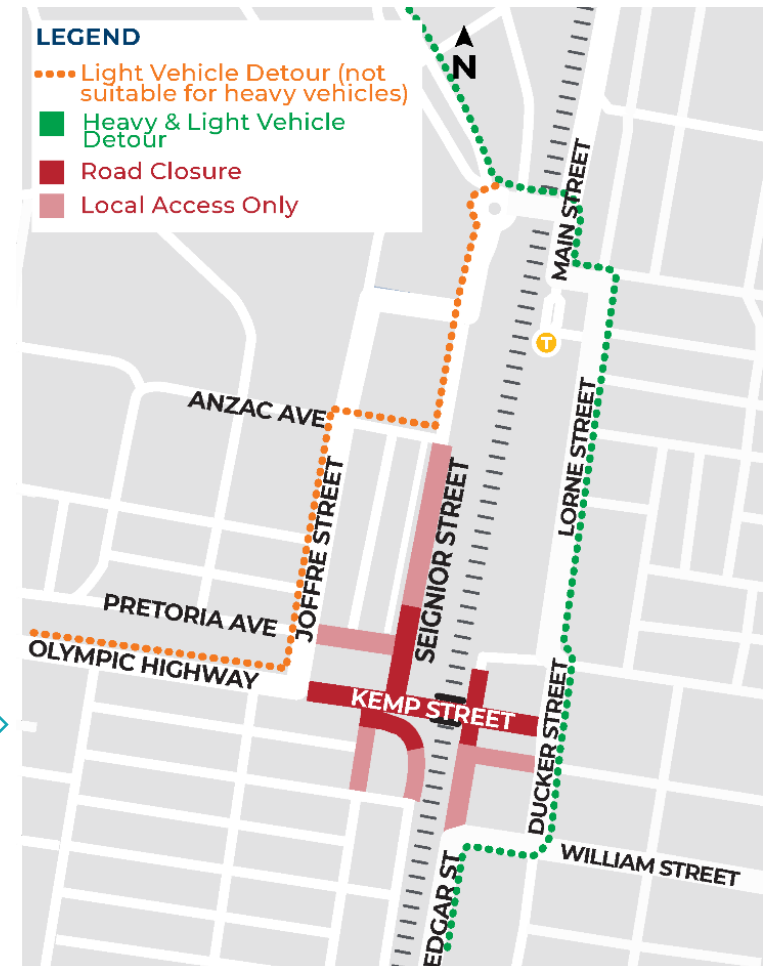 LEGEND
Light Vehicle Detour (not
suitable for heavy vehicles)
Heavy & Light Vehicle
Detour
Road Closure
Local Access Only
N
MAIN STREET
T
ANZAC AVE
LORNE STREET
JOFFRE STREET
SEIGNIOR STREET
PRETORIA AVE
OLYMPIC HIGHWAY
KEMP STREET
DUCKER STREET
WILLIAM STREET
EDGAR ST